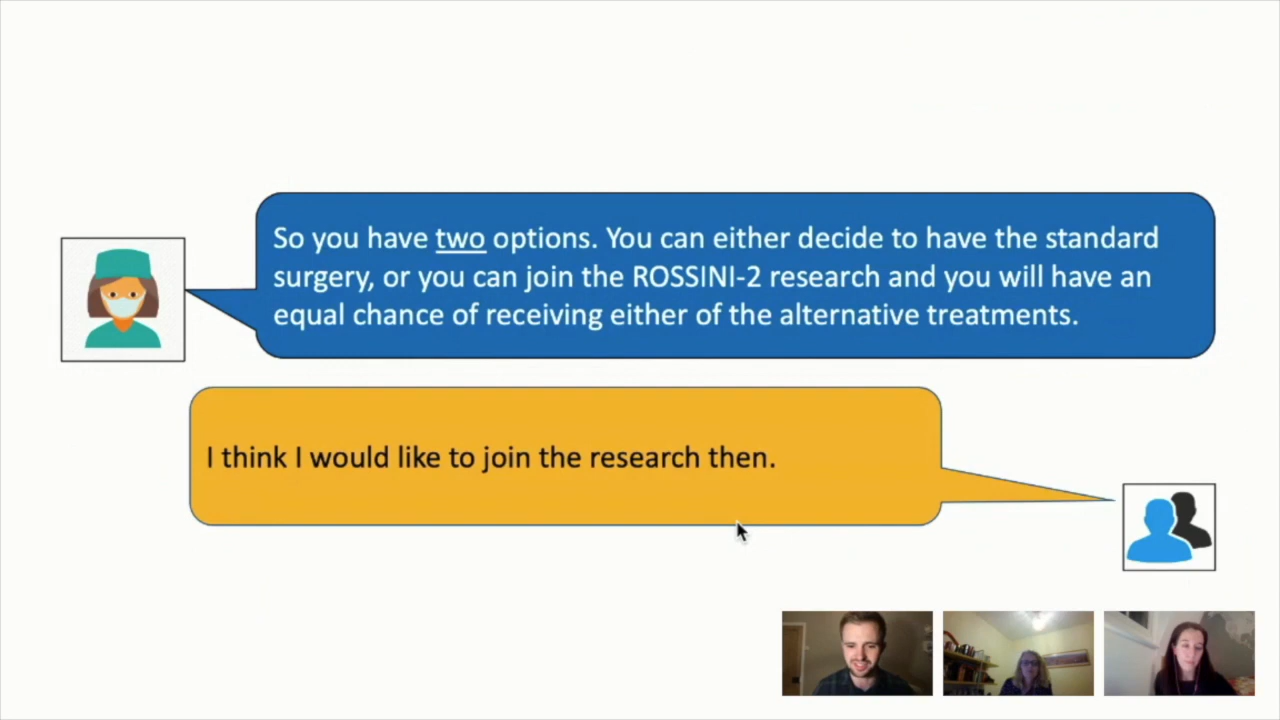 So you have two options. You can either decide to have the standard
surgery, or you can join the ROSSINI-2 research and you will have an
equal chance of receiving either of the alternative treatments.
I think I would like to join the research then.